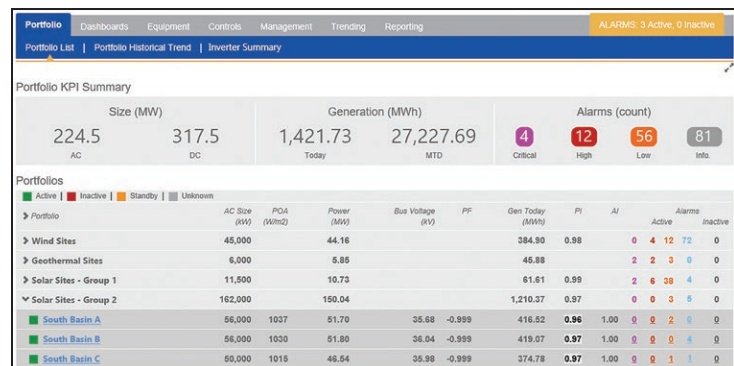 Portfolio Dashboards Equipment Controls Management Trending Reporting ALARMS: 3 Active, 0 Inactive
Portfolio List | Portfolio Historical Trend | Inverter Summary
Portfolio KPI Summary
Size (MW) Generation (MWh) Alarms (count)
224.5 317.5 1,421.73 27,227.69 4 12 56 81
AC DC Today MTD Critical High Low Info.
Portfolios
Active | Inactive | Standby | Unknown
Portfolio AC Size (kW) POA (W/m2) Power (MW) Bus Voltage (kV) PF Gen Today (MWh) PI AI Alarms Active Inactive
Wind Sites 45,000 44.16 384.90 0.98 0 4 12 72 0
Geothermal Sites 6,000 5.85 45.88 2 2 3 0 0
Solar Sites - Group 1 11,500 10.73 61.61 0.99 2 6 38 4 0
Solar Sites - Group 2 162,000 150.04 1,210.37 0.97 0 0 3 5 0
South Basin A 56,000 1037 51.70 35.68 -0.999 416.52 0.96 1.00 0 0 2 0 0
South Basin B 56,000 1030 51.80 36.04 -0.999 419.07 0.97 1.00 0 0 0 4 0
South Basin C 50,000 1015 46.54 35.98 -0.999 374.78 0.97 1.00 0 0 1 1 0